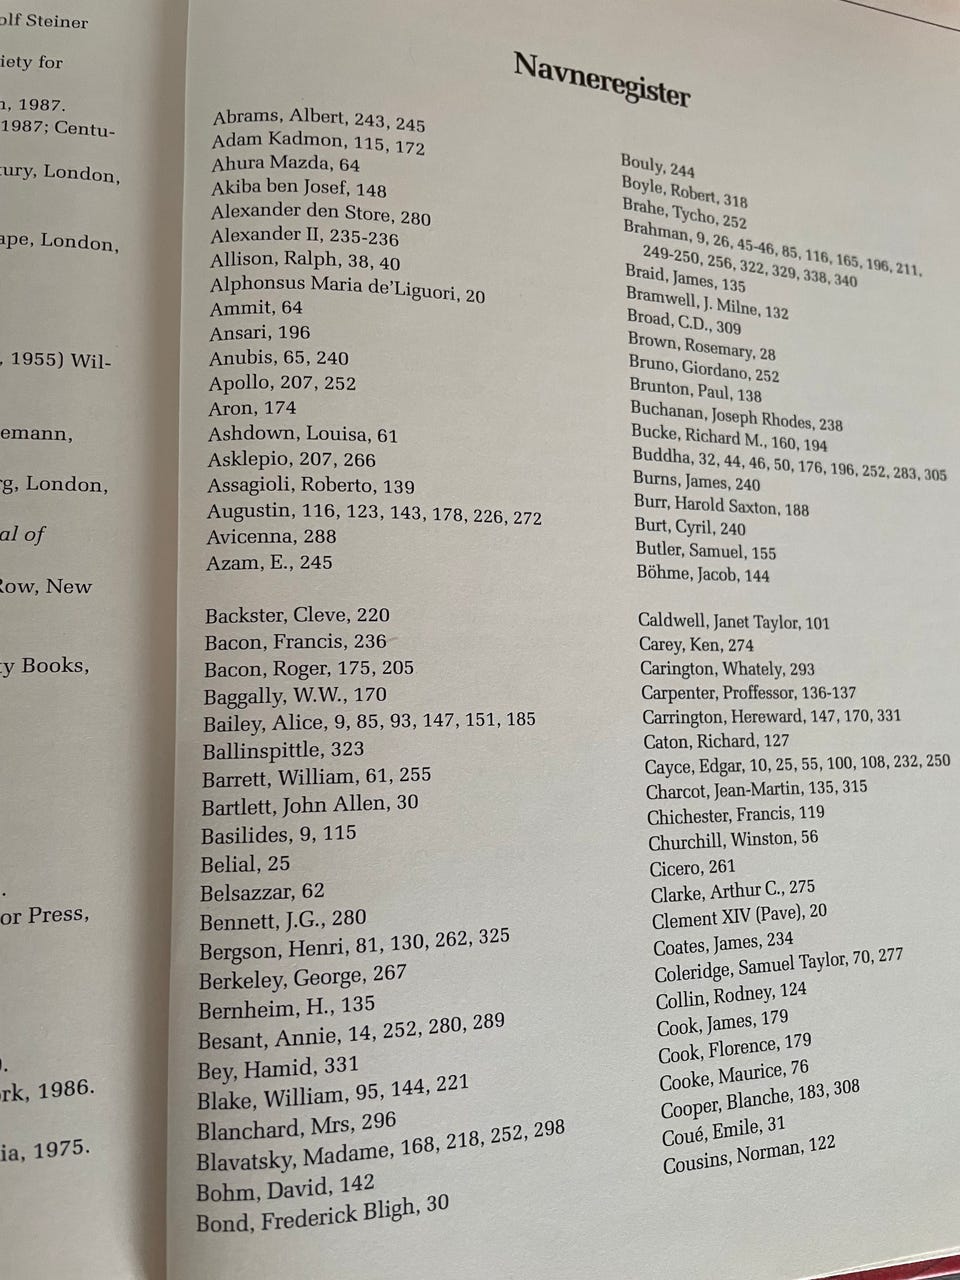 olf Steiner
iety for
n, 1987.
1987; Centu-
tury, London,
ape, London,
, 1955) Wil-
emann,
rg, London,
al of
Row, New
ty Books,
.
or Press,
).
rk, 1986.
ia, 1975.
Navneregister
Abrams, Albert, 243, 245
Adam Kadmon, 115, 172
Ahura Mazda, 64
Akiba ben Josef, 148
Alexander den Store, 280
Alexander II, 235-236
Allison, Ralph, 38, 40
Alphonsus Maria de'Liguori, 20
Ammit, 64
Ansari, 196
Anubis, 65, 240
Apollo, 207, 252
Aron, 174
Ashdown, Louisa, 61
Asklepio, 207, 266
Assagioli, Roberto, 139
Augustin, 116, 123, 143, 178, 226, 272
Avicenna, 288
Azam, E., 245
Backster, Cleve, 220
Bacon, Francis, 236
Bacon, Roger, 175, 205
Baggally, W.W., 170
Bailey, Alice, 9, 85, 93, 147, 151, 185
Ballinspittle, 323
Barrett, William, 61, 255
Bartlett, John Allen, 30
Basilides, 9, 115
Belial, 25
Belsazzar, 62
Bennett, J.G., 280
Bergson, Henri, 81, 130, 262, 325
Berkeley, George, 267
Bernheim, H., 135
Besant, Annie, 14, 252, 280, 289
Bey, Hamid, 331
Blake, William, 95, 144, 221
Blanchard, Mrs, 296
Blavatsky, Madame, 168, 218, 252, 298
Bohm, David, 142
Bond, Frederick Bligh, 30
Bouly, 244
Boyle, Robert, 318
Brahe, Tycho, 252
Brahman, 9, 26, 45-46, 85, 116, 165, 196, 211,
249-250, 256, 322, 329, 338, 340
Braid, James, 135
Bramwell, J. Milne, 132
Broad, C.D., 309
Brown, Rosemary, 28
Bruno, Giordano, 252
Brunton, Paul, 138
Buchanan, Joseph Rhodes, 238
Bucke, Richard M., 160, 194
Buddha, 32, 44, 46, 50, 176, 196, 252, 283, 305
Burns, James, 240
Burr, Harold Saxton, 188
Burt, Cyril, 240
Butler, Samuel, 155
Böhme, Jacob, 144
Caldwell, Janet Taylor, 101
Carey, Ken, 274
Carington, Whately, 293
Carpenter, Proffessor, 136-137
Carrington, Hereward, 147, 170, 331
Caton, Richard, 127
Cayce, Edgar, 10, 25, 55, 100, 108, 232, 250
Charcot, Jean-Martin, 135, 315
Chichester, Francis, 119
Churchill, Winston, 56
Cicero, 261
Clarke, Arthur C., 275
Clement XIV (Pave), 20
Coates, James, 234
Coleridge, Samuel Taylor, 70, 277
Collin, Rodney, 124
Cook, James, 179
Cook, Florence, 179
Cooke, Maurice, 76
Cooper, Blanche, 183, 308
Coué, Emile, 31
Cousins, Norman, 122